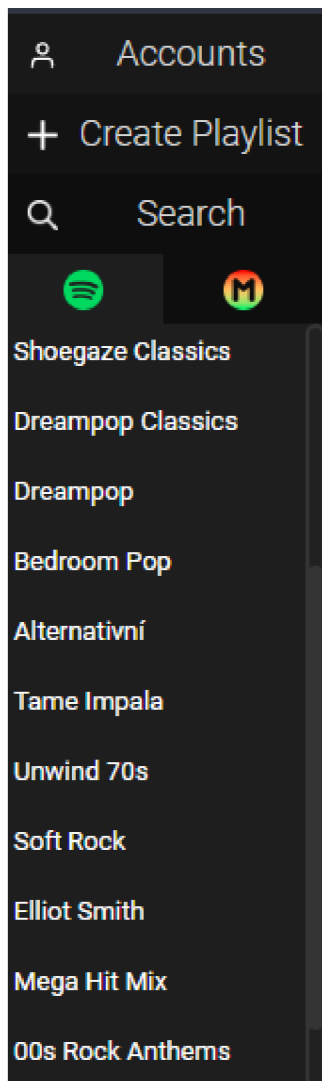 Accounts
Create Playlist
Search
M
Shoegaze Classics
Dreampop Classics
Dreampop
Bedroom Pop
Alternativní
Tame Impala
Unwind 70s
Soft Rock
Elliot Smith
Mega Hit Mix
00s Rock Anthems